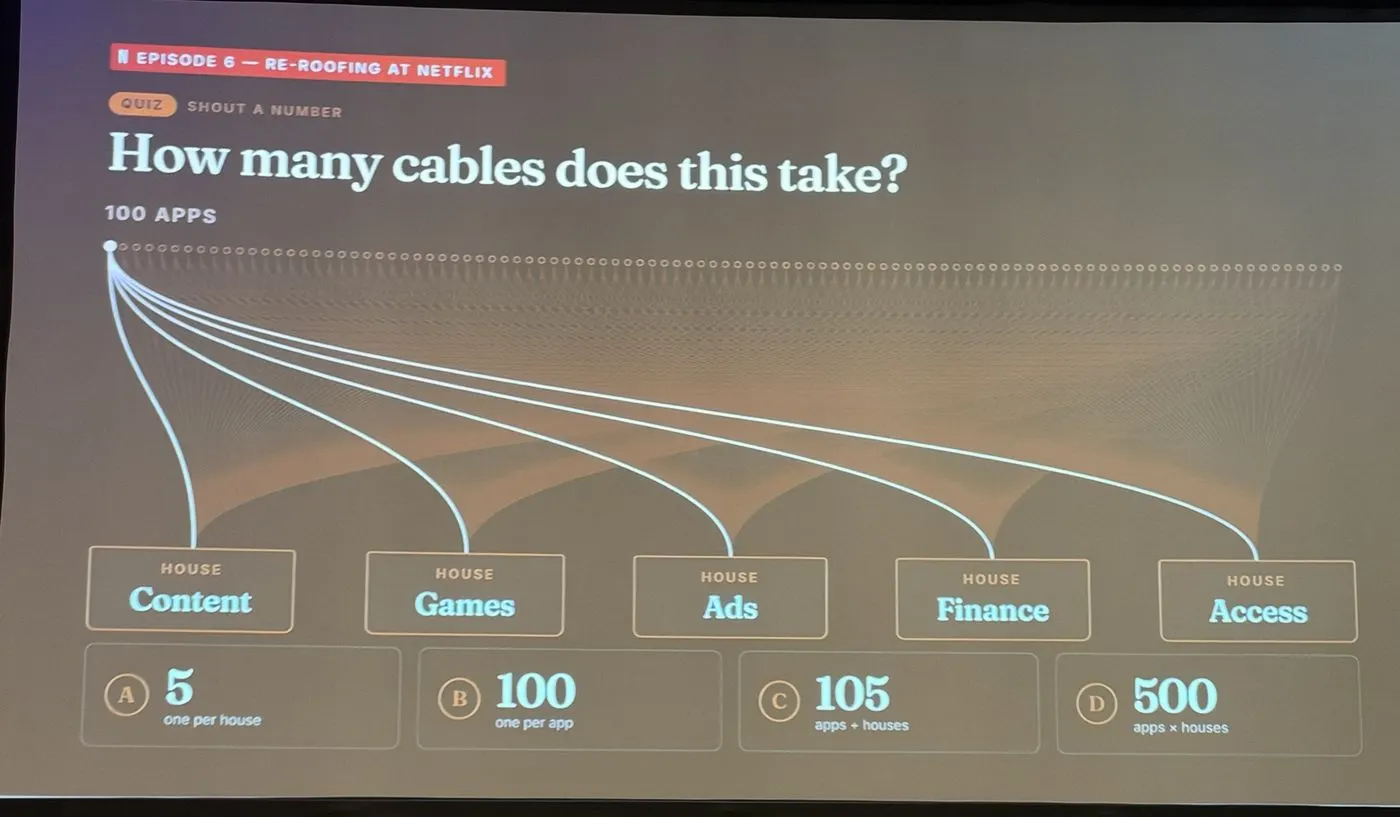 N EPISODE 6 — RE-ROOFING AT NETFLIX
QUIZ SHOUT A NUMBER
How many cables does this take?
100 APPS
HOUSE
Content
HOUSE
Games
HOUSE
Ads
HOUSE
Finance
HOUSE
Access
A 5
one per house
B 100
one per app
C 105
apps + houses
D 500
apps × houses